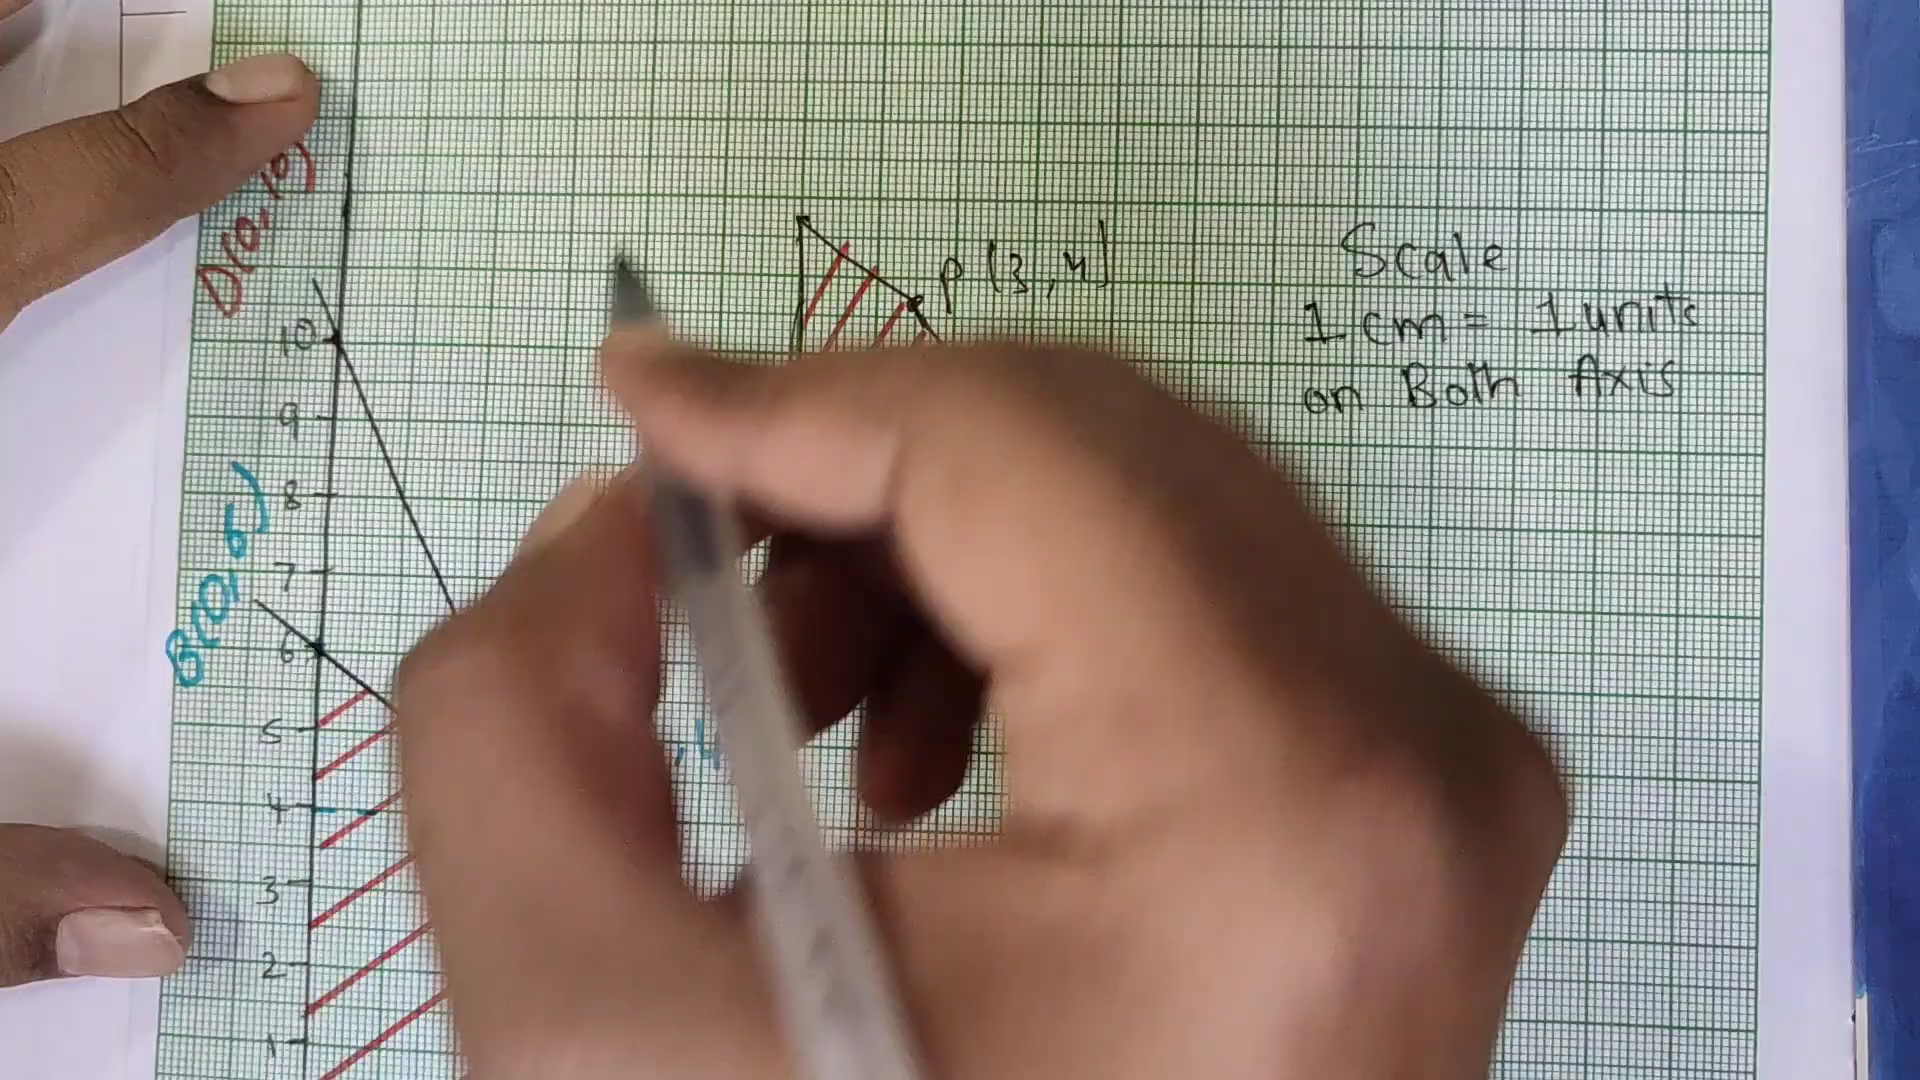 D(0,10)
P(3,4)
Scale
1 cm = 1 units
on Both Axis
10
9
8
B(0,6)
7
6
5
,4
4
3
2
1